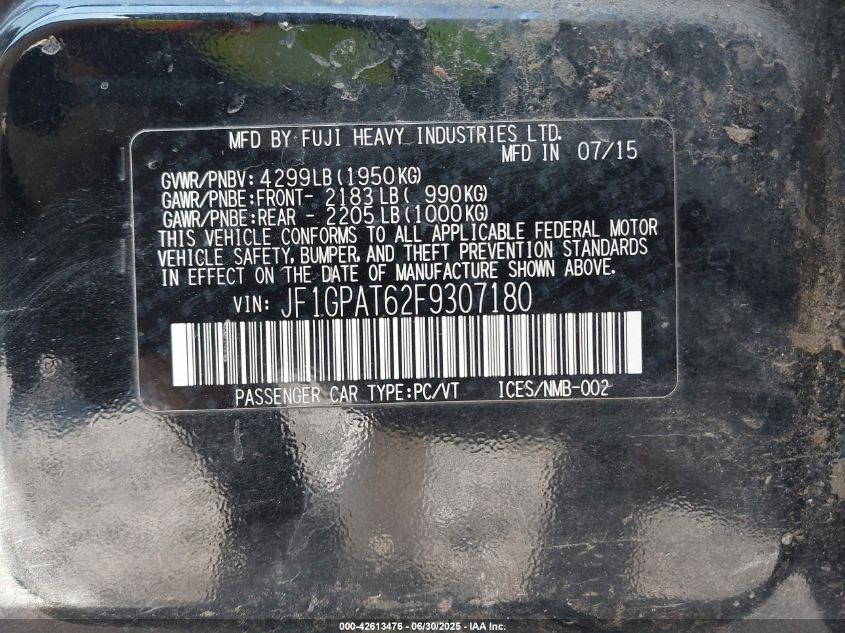 MFD BY FUJI HEAVY INDUSTRIES LTD.
MFD IN 07/15
GVWR/PNBV: 4299LB(1950KG)
GAWR/PNBE:FRONT- 2183LB( 990KG)
GAWR/PNBE:REAR - 2205LB(1000KG)
THIS VEHICLE CONFORMS TO ALL APPLICABLE FEDERAL MOTOR
VEHICLE SAFETY, BUMPER, AND THEFT PREVENTION STANDARDS
IN EFFECT ON THE DATE OF MANUFACTURE SHOWN ABOVE.
VIN: JF1GPAT62F9307180
PASSENGER CAR TYPE:PC/VT ICES/NMB-002
000-42613476 - 06/30/2025 - IAA Inc.